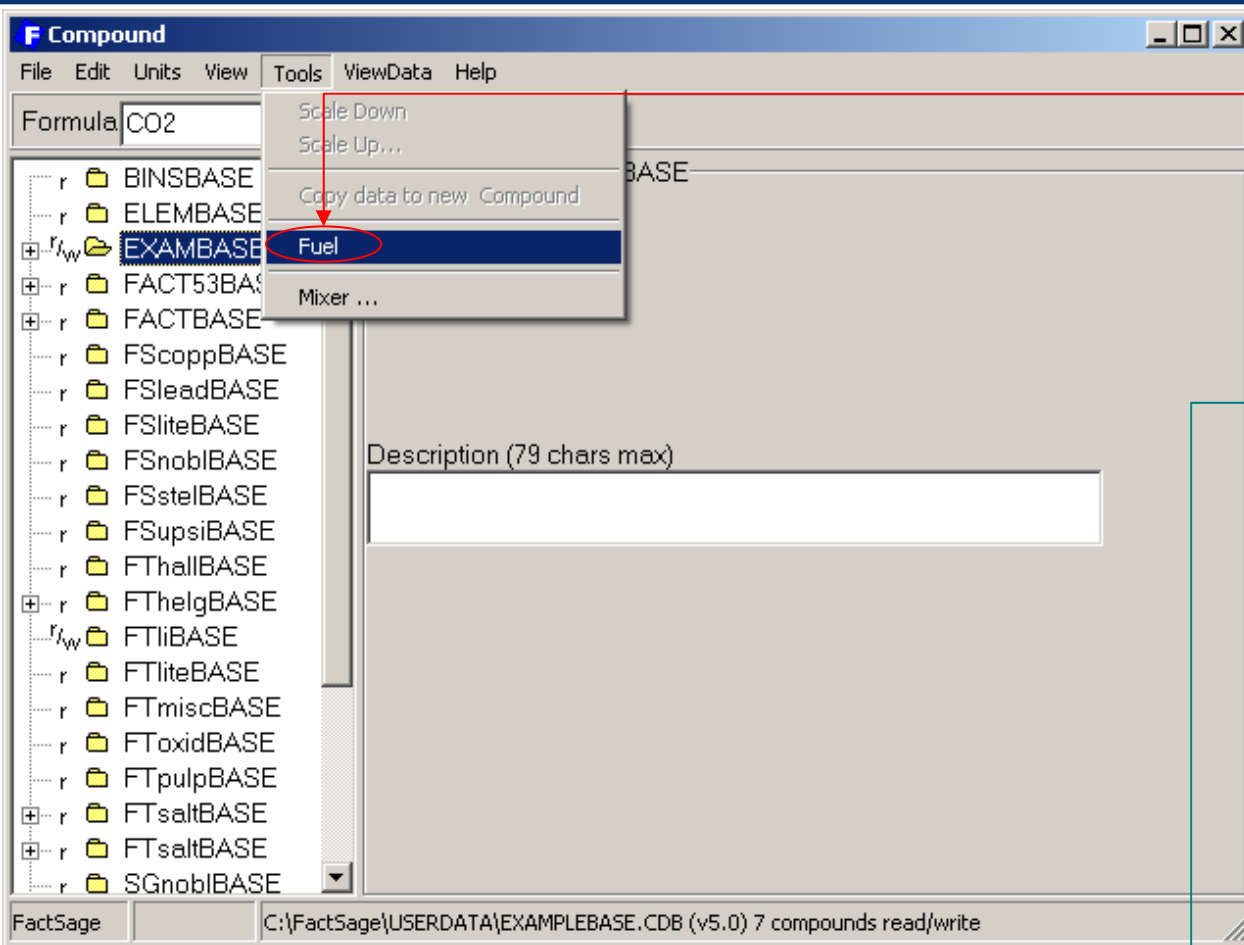 F Compound
File Edit Units View Tools ViewData Help
Formula CO2
Scale Down
Scale Up...
Copy data to new Compound
Fuel
Mixer ...
BASE
r BINSBASE
r ELEMBASE
r/w EXAMBASE
r FACT53BAS
r FACTBASE
r FScoppBASE
r FSleadBASE
r FSliteBASE
r FSnoblBASE
r FSstelBASE
r FSupsiBASE
r FThallBASE
r FThelgBASE
r/w FTliBASE
r FTliteBASE
r FTmiscBASE
r FToxidBASE
r FTpulpBASE
r FTsaltBASE
r FTsaltBASE
r SGnoblBASE
Description (79 chars max)
FactSage C:\FactSage\USERDATA\EXAMPLEBASE.CDB (v5.0) 7 compounds read/write